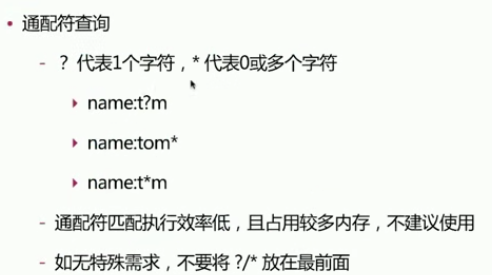 • 通配符查询
- ? 代表1个字符，* 代表0或多个字符
name:t?m
name:tom*
name:t*m
- 通配符匹配执行效率低，且占用较多内存，不建议使用
- 如无特殊需求，不要将 ?/* 放在最前面